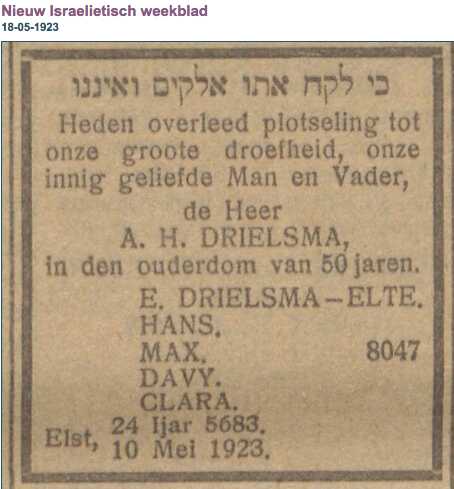 Nieuw Israelietisch weekblad
18-05-1923
כי לקח אתו אלקים ואיננו
Heden overleed plotseling tot
onze groote droefheid, onze
innig geliefde Man en Vader,
de Heer
A. H. DRIELSMA,
in den ouderdom van 50 jaren.
E. DRIELSMA–ELTE.
HANS.
MAX. 8047
DAVY.
CLARA.
Elst, 24 Ijar 5683.
10 Mei 1923.